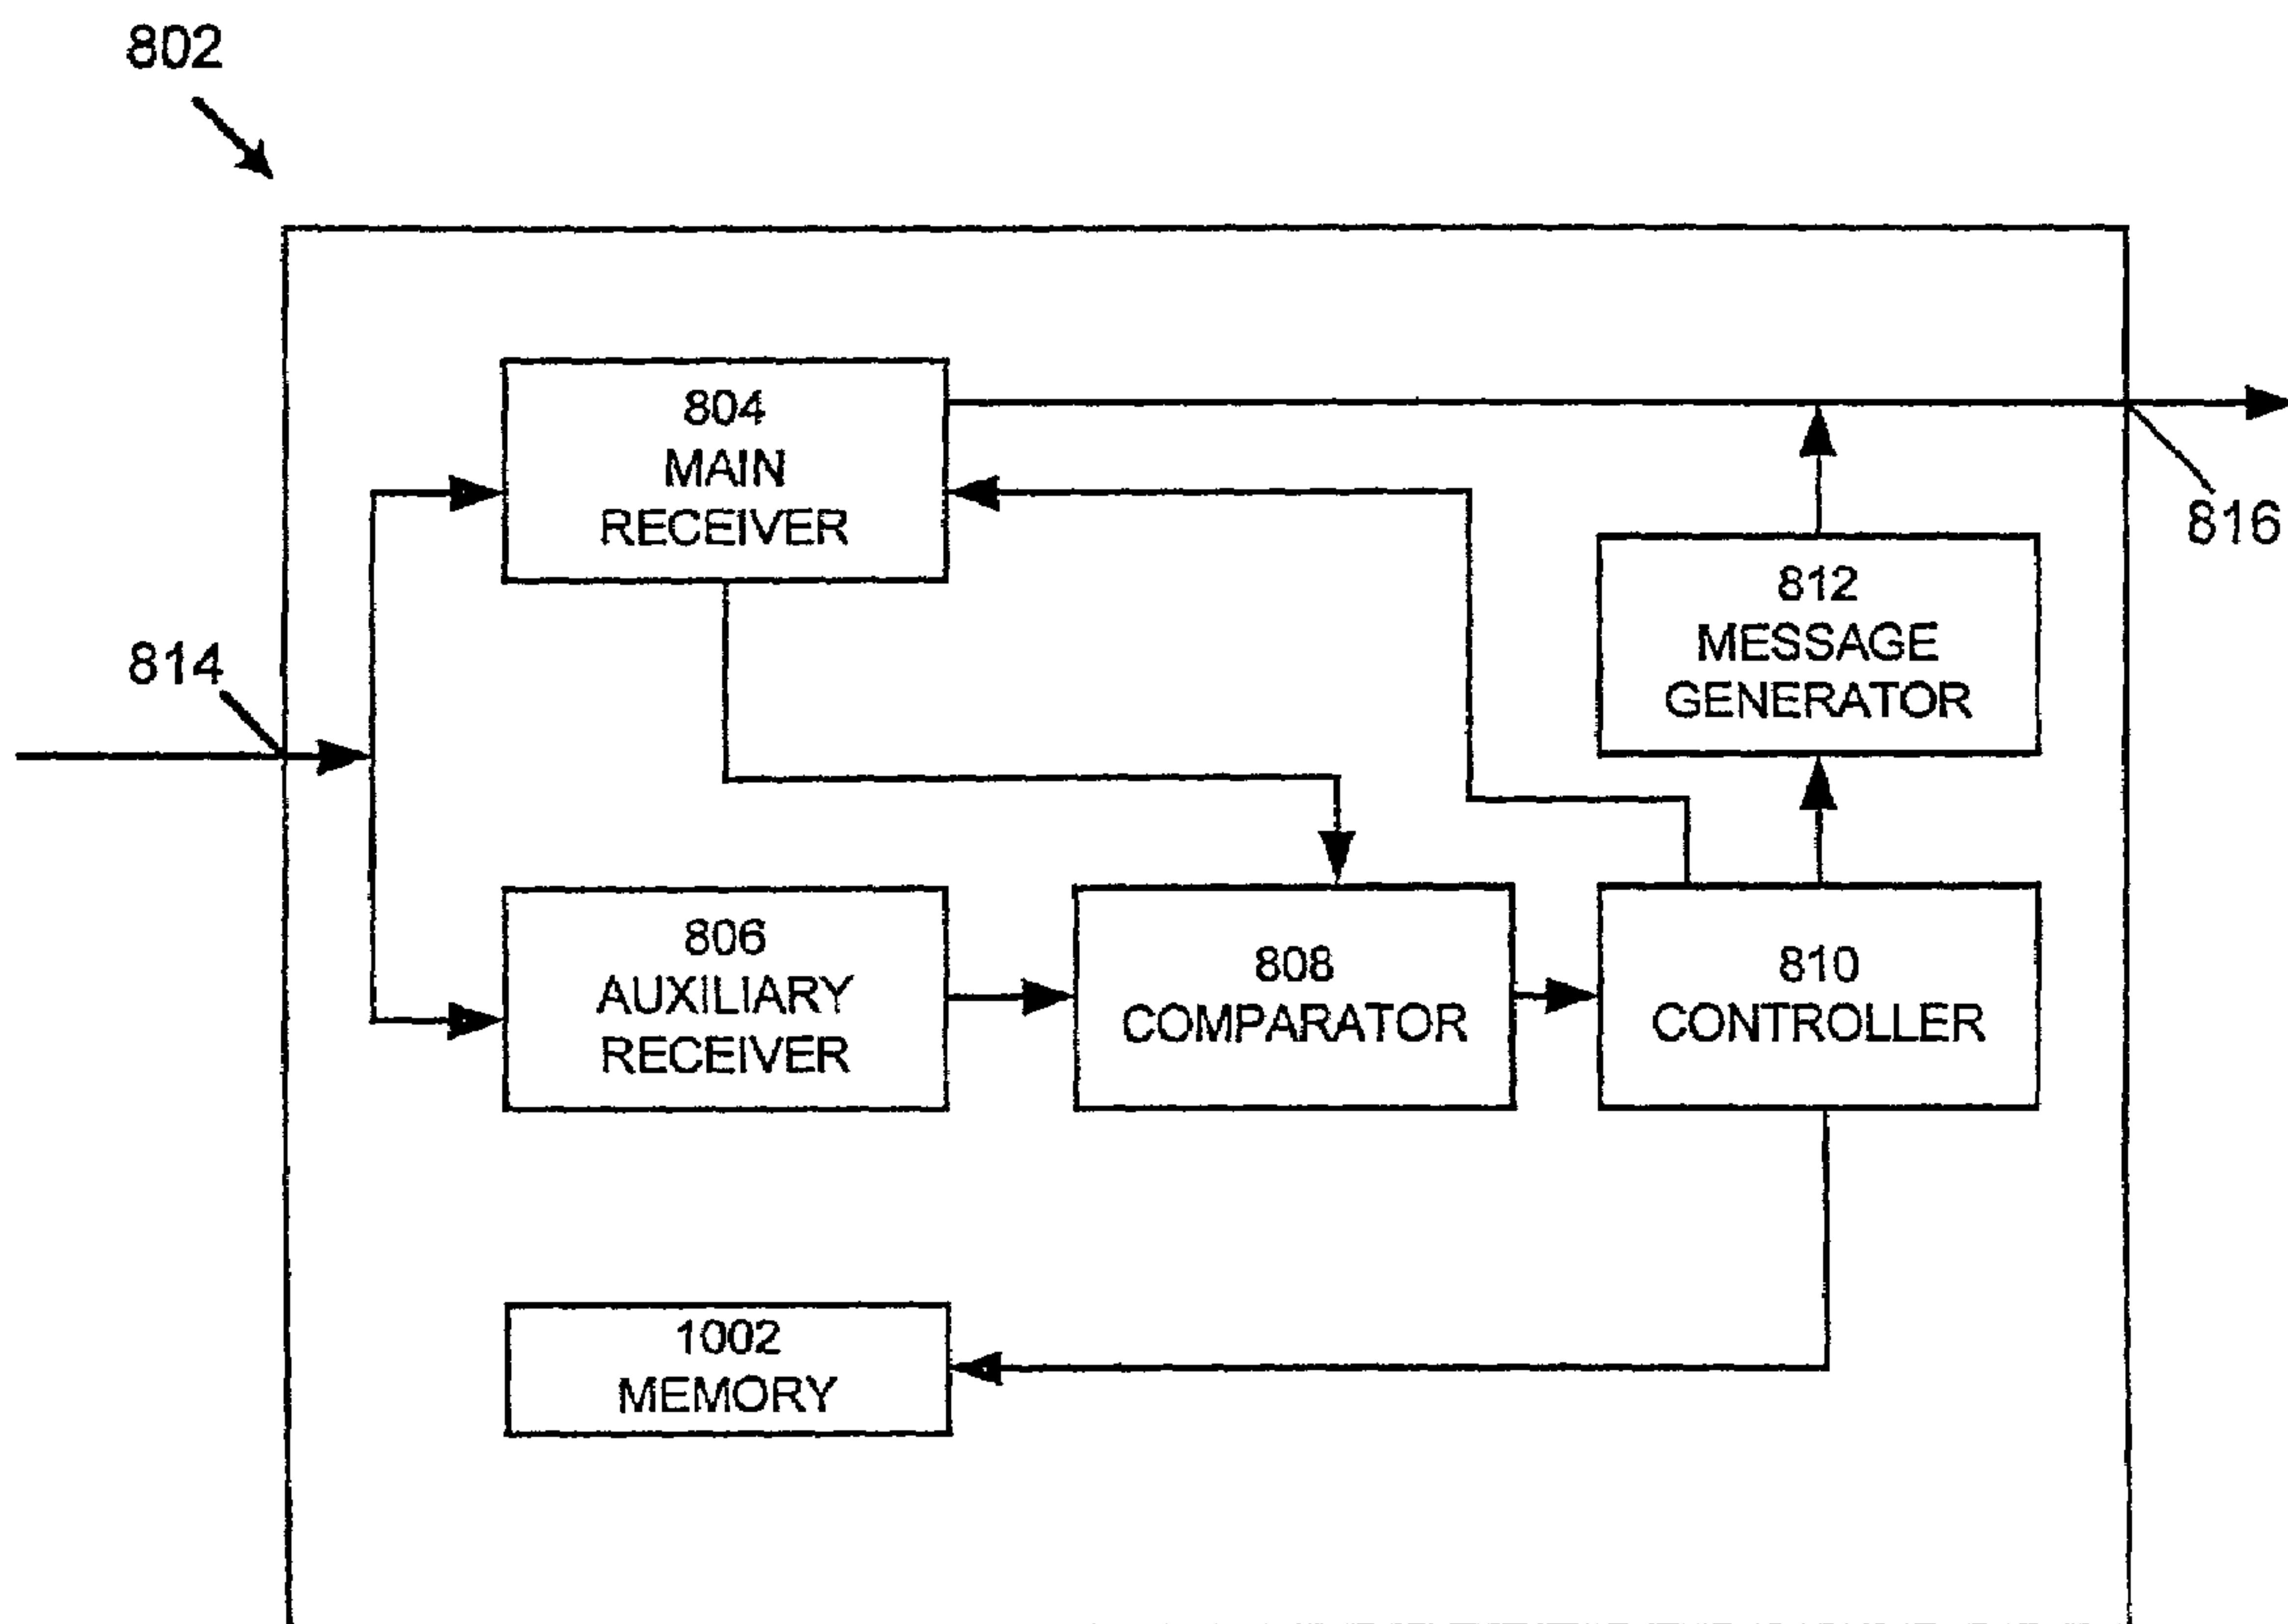 802
804
MAIN
RECEIVER
816
812
MESSAGE
GENERATOR
814
806
AUXILIARY
RECEIVER
808
COMPARATOR
810
CONTROLLER
1002
MEMORY